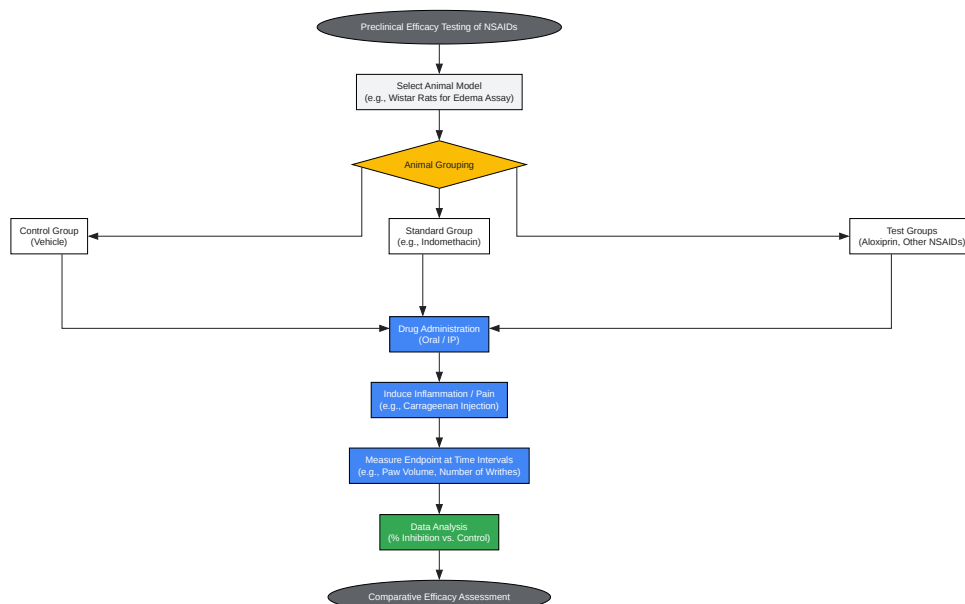 Preclinical Efficacy Testing of NSAIDs
Select Animal Model
(e.g., Wistar Rats for Edema Assay)
Animal Grouping
Control Group
(Vehicle)
Standard Group
(e.g., Indomethacin)
Test Groups
(Aloxiprin, Other NSAIDs)
Drug Administration
(Oral / IP)
Induce Inflammation / Pain
(e.g., Carrageenan Injection)
Measure Endpoint at Time Intervals
(e.g., Paw Volume, Number of Writhes)
Data Analysis
(% Inhibition vs. Control)
Comparative Efficacy Assessment